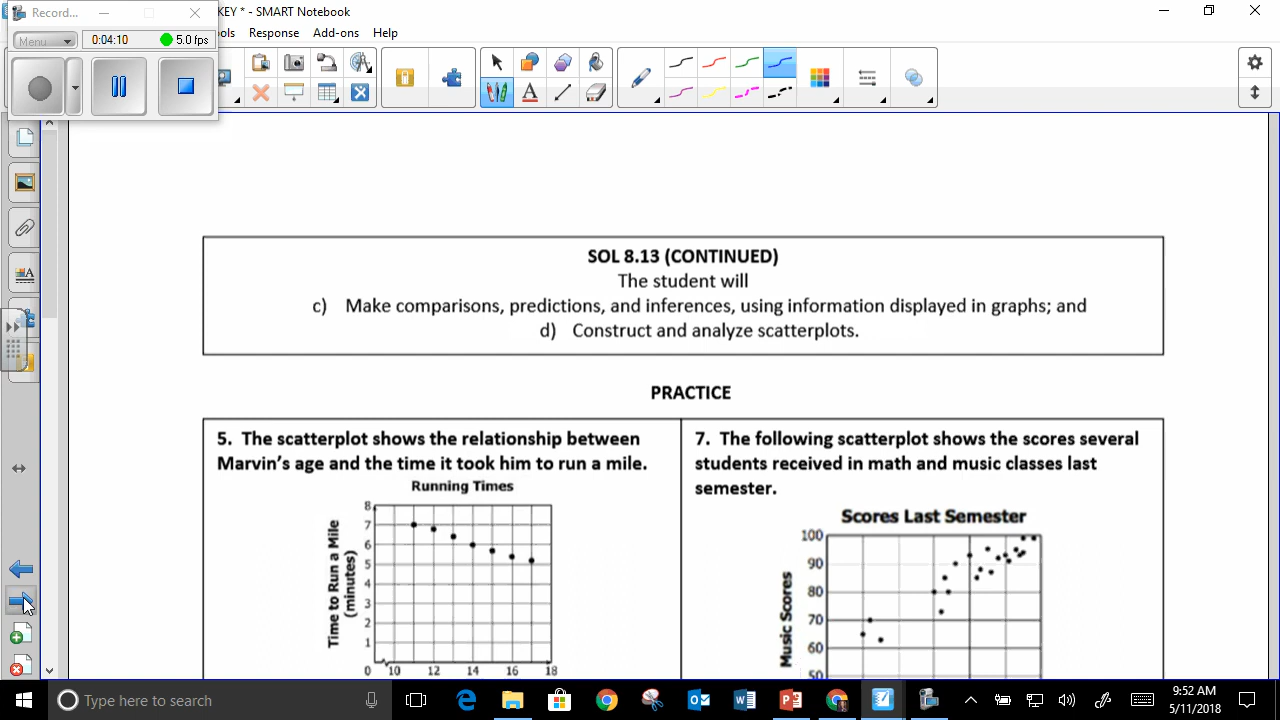 Record...
KEY * - SMART Notebook
Menu
0:04:10
5.0 fps
ols Response Add-ons Help
SOL 8.13 (CONTINUED)
The student will
c) Make comparisons, predictions, and inferences, using information displayed in graphs; and
d) Construct and analyze scatterplots.
PRACTICE
5. The scatterplot shows the relationship between
Marvin's age and the time it took him to run a mile.
Running Times
Time to Run a Mile
(minutes)
8
7
6
5
4
3
2
1
0 10 12 14 16 18
7. The following scatterplot shows the scores several
students received in math and music classes last
semester.
Scores Last Semester
Music Scores
100
90
80
70
60
50
Type here to search
9:52 AM
5/11/2018